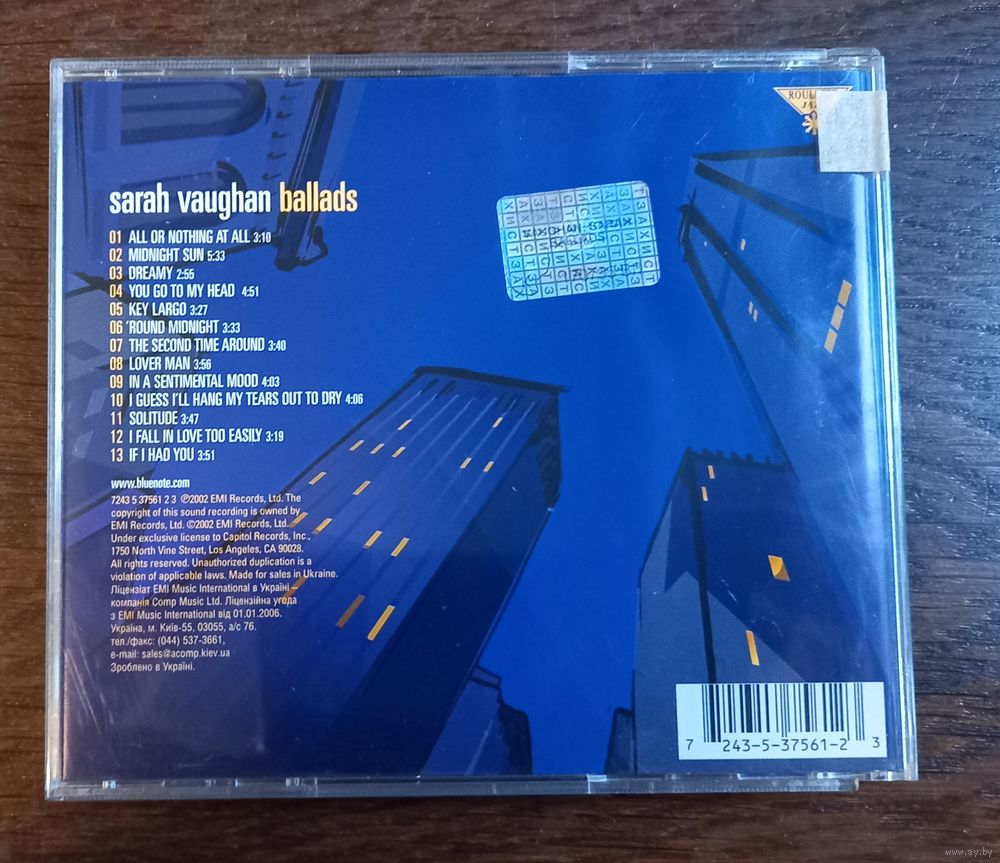 ROUL
JAZ
sarah vaughan ballads
01 ALL OR NOTHING AT ALL 3:10
02 MIDNIGHT SUN 5:33
03 DREAMY 2:55
04 YOU GO TO MY HEAD 4:51
05 KEY LARGO 3:27
06 'ROUND MIDNIGHT 3:33
07 THE SECOND TIME AROUND 3:40
08 LOVER MAN 3:56
09 IN A SENTIMENTAL MOOD 4:03
10 I GUESS I'LL HANG MY TEARS OUT TO DRY 4:06
11 SOLITUDE 3:47
12 I FALL IN LOVE TOO EASILY 3:19
13 IF I HAD YOU 3:51
www.bluenote.com
7243 5 37561 2 3 ℗2002 EMI Records, Ltd. The
copyright of this sound recording is owned by
EMI Records, Ltd. ©2002 EMI Records, Ltd.
Under exclusive license to Capitol Records, Inc.,
1750 North Vine Street, Los Angeles, CA 90028.
All rights reserved. Unauthorized duplication is a
violation of applicable laws. Made for sales in Ukraine.
Ліцензіат EMI Music International в Україні –
компанія Comp Music Ltd. Ліцензійна угода
з EMI Music International від 01.01.2006.
Україна, м. Київ-55, 03055, а/с 76.
тел./факс: (044) 537-3661,
e-mail: sales@acomp.kiev.ua
Зроблено в Україні.
7 243-5-37561-2 3
www.ay.by